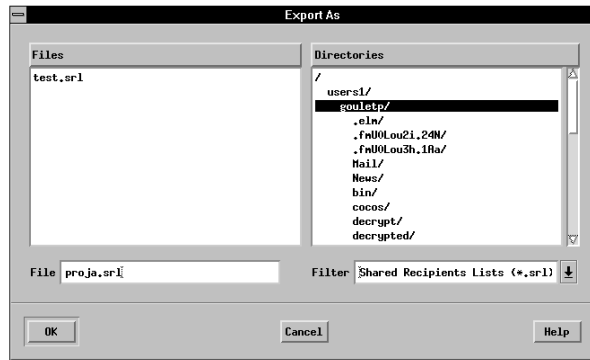 Export As
Files
test.srl
Directories
/
users1/
gouletp/
.elm/
.fmU0Lou2i.24N/
.fmU0Lou3h.1Aa/
Mail/
News/
bin/
cocos/
decrypt/
decrypted/
File proja.srl
Filter Shared Recipients Lists (*.srl)
OK Cancel Help